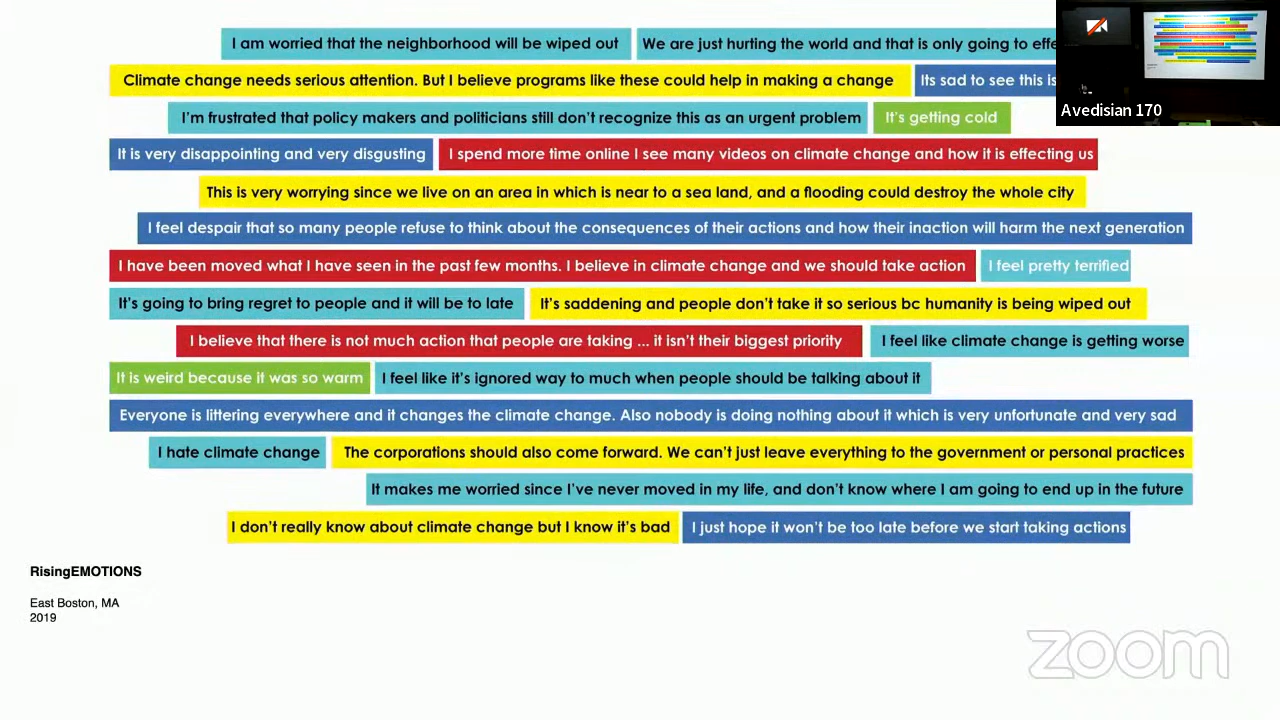 I am worried that the neighborhood will be wiped out We are just hurting the world and that is only going to
Climate change needs serious attention. But I believe programs like these could help in making a change Its sad to see this is
I'm frustrated that policy makers and politicians still don't recognize this as an urgent problem It's getting cold
It is very disappointing and very disgusting I spend more time online I see many videos on climate change and how it is effecting us
This is very worrying since we live on an area in which is near to a sea land, and a flooding could destroy the whole city
I feel despair that so many people refuse to think about the consequences of their actions and how their inaction will harm the next generation
I have been moved what I have seen in the past few months. I believe in climate change and we should take action I feel pretty terrified
It's going to bring regret to people and it will be to late It's saddening and people don't take it so serious bc humanity is being wiped out
I believe that there is not much action that people are taking ... it isn't their biggest priority I feel like climate change is getting worse
It is weird because it was so warm I feel like it's ignored way to much when people should be talking about it
Everyone is littering everywhere and it changes the climate change. Also nobody is doing nothing about it which is very unfortunate and very sad
I hate climate change The corporations should also come forward. We can't just leave everything to the government or personal practices
It makes me worried since I've never moved in my life, and don't know where I am going to end up in the future
I don't really know about climate change but I know it's bad I just hope it won't be too late before we start taking actions
RisingEMOTIONS
East Boston, MA
2019
Avedisian 170
zoom